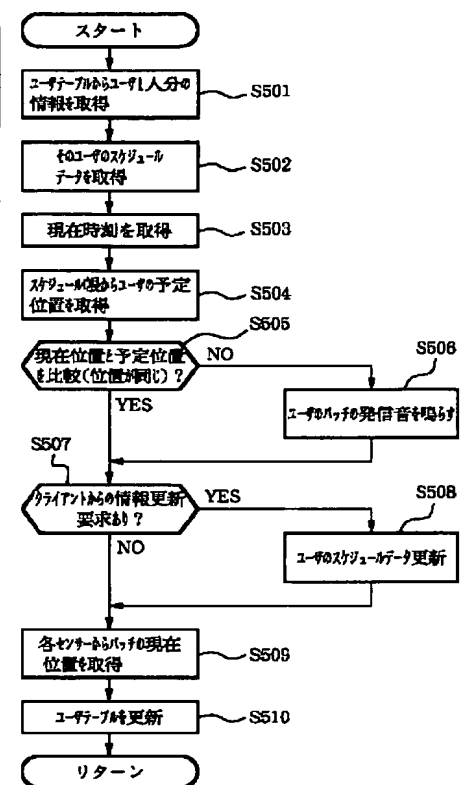 スタート
ユーザテーブルからユーザ1人分の
情報を取得
S501
そのユーザのスケジュール
データを取得
S502
現在時刻を取得
S503
スケジュール情報からユーザの予定
位置を取得
S504
S505
現在位置と予定位置
を比較(位置が同じ)?
NO
YES
S506
ユーザのバッチの発信音を鳴らす
S507
クライアントからの情報更新
要求あり?
YES
NO
S508
ユーザのスケジュールデータ更新
各センサーからバッチの現在
位置を取得
S509
ユーザテーブルを更新
S510
リターン